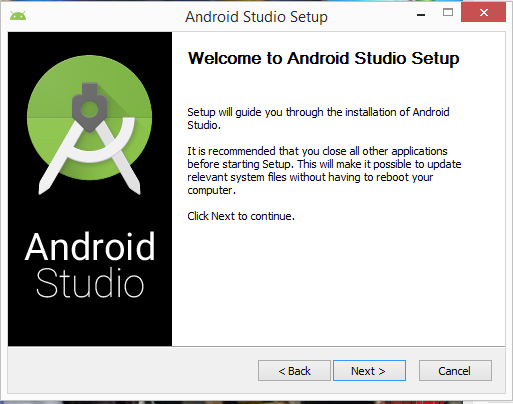 Android Studio Setup
Welcome to Android Studio Setup
Setup will guide you through the installation of Android
Studio.
It is recommended that you close all other applications
before starting Setup. This will make it possible to update
relevant system files without having to reboot your
computer.
Click Next to continue.
Android
Studio
< Back
Next >
Cancel